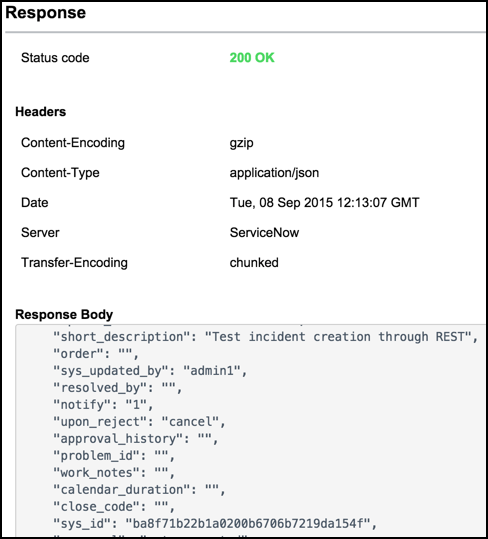 Response
Status code 200 OK
Headers
Content-Encoding gzip
Content-Type application/json
Date Tue, 08 Sep 2015 12:13:07 GMT
Server ServiceNow
Transfer-Encoding chunked
Response Body
"short_description": "Test incident creation through REST",
"order": "",
"sys_updated_by": "admin1",
"resolved_by": "",
"notify": "1",
"upon_reject": "cancel",
"approval_history": "",
"problem_id": "",
"work_notes": "",
"calendar_duration": "",
"close_code": "",
"sys_id": "ba8f71b22b1a0200b6706b7219da154f",